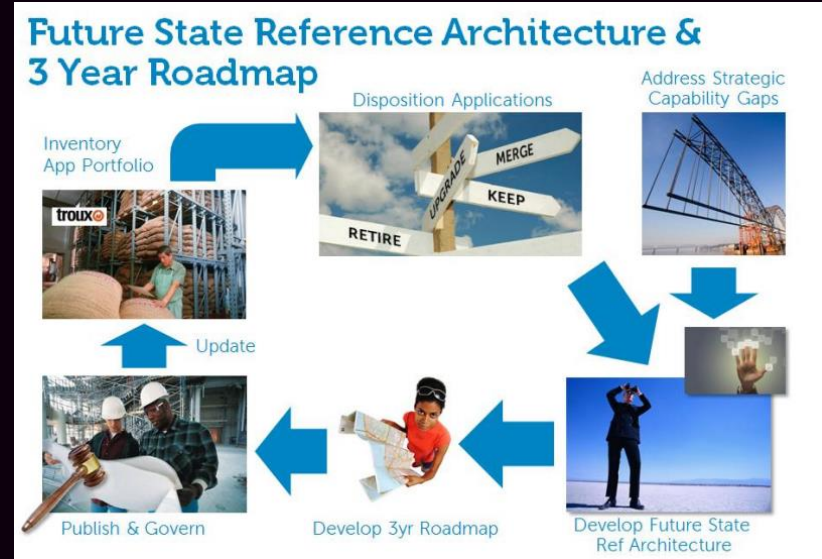 Future State Reference Architecture &
3 Year Roadmap
Disposition Applications
Address Strategic
Capability Gaps
Inventory
App Portfolio
troux
MERGE
UPGRADE
KEEP
RETIRE
Update
Publish & Govern
Develop 3yr Roadmap
Develop Future State
Ref Architecture